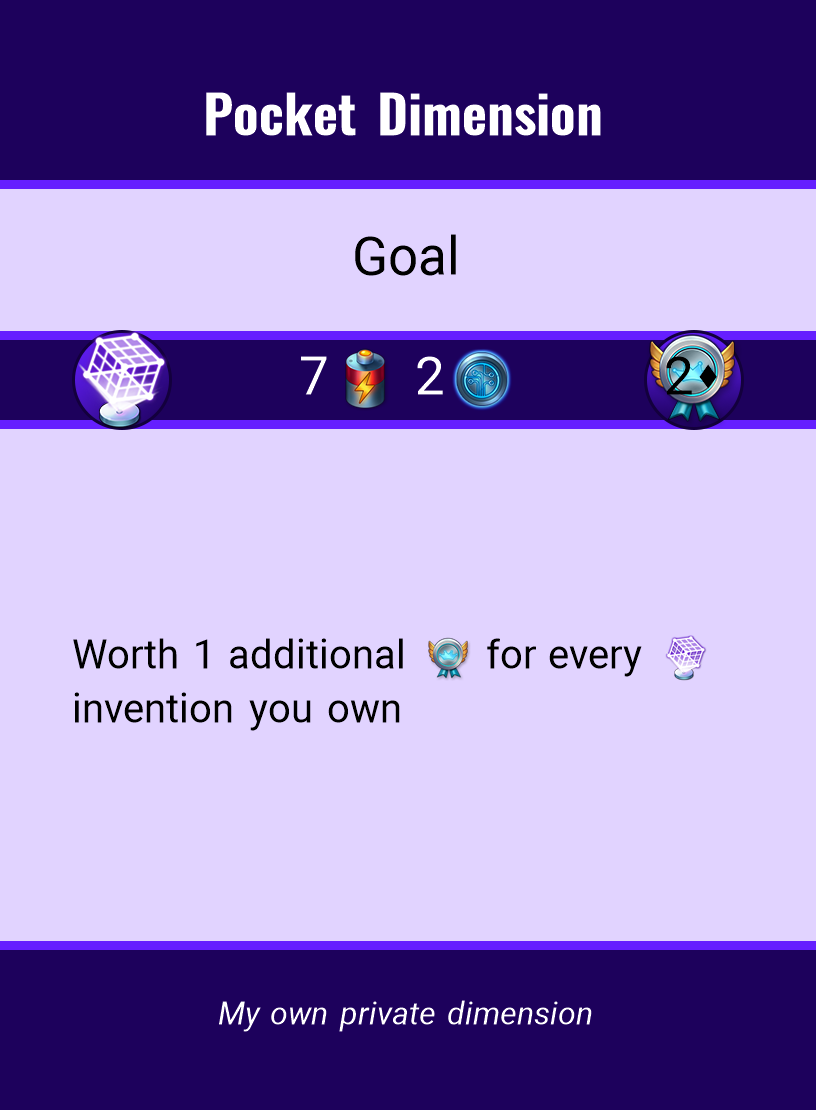 Pocket Dimension
Goal
7 2 2♦
Worth 1 additional for every
invention you own
My own private dimension